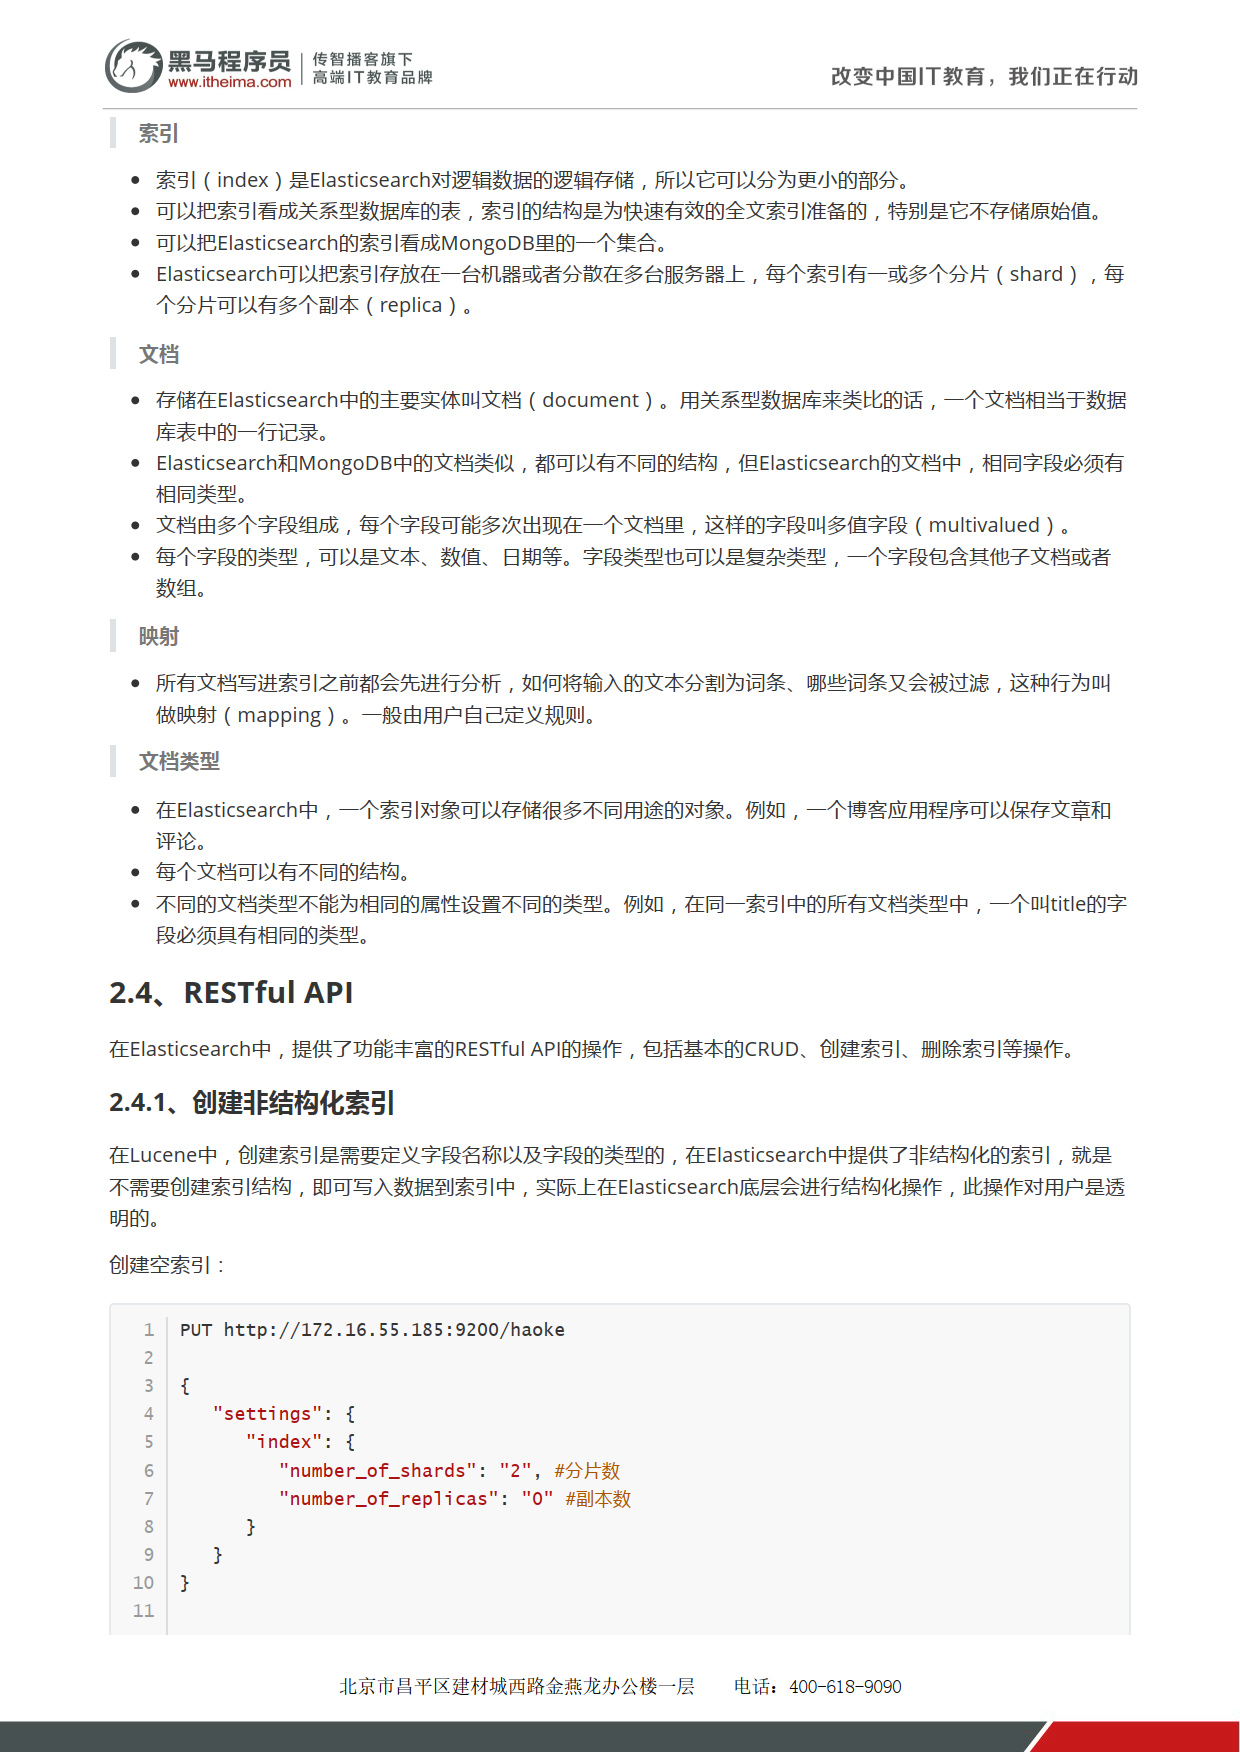 黑马程序员
www.itheima.com
传智播客旗下
高端IT教育品牌
改变中国IT教育，我们正在行动
索引
• 索引（index）是Elasticsearch对逻辑数据的逻辑存储，所以它可以分为更小的部分。
• 可以把索引看成关系型数据库的表，索引的结构是为快速有效的全文索引准备的，特别是它不存储原始值。
• 可以把Elasticsearch的索引看成MongoDB里的一个集合。
• Elasticsearch可以把索引存放在一台机器或者分散在多台服务器上，每个索引有一或多个分片（shard），每
个分片可以有多个副本（replica）。
文档
• 存储在Elasticsearch中的主要实体叫文档（document）。用关系型数据库来类比的话，一个文档相当于数据
库表中的一行记录。
• Elasticsearch和MongoDB中的文档类似，都可以有不同的结构，但Elasticsearch的文档中，相同字段必须有
相同类型。
• 文档由多个字段组成，每个字段可能多次出现在一个文档里，这样的字段叫多值字段（multivalued）。
• 每个字段的类型，可以是文本、数值、日期等。字段类型也可以是复杂类型，一个字段包含其他子文档或者
数组。
映射
• 所有文档写进索引之前都会先进行分析，如何将输入的文本分割为词条、哪些词条又会被过滤，这种行为叫
做映射（mapping）。一般由用户自己定义规则。
文档类型
• 在Elasticsearch中，一个索引对象可以存储很多不同用途的对象。例如，一个博客应用程序可以保存文章和
评论。
• 每个文档可以有不同的结构。
• 不同的文档类型不能为相同的属性设置不同的类型。例如，在同一索引中的所有文档类型中，一个叫title的字
段必须具有相同的类型。
2.4、RESTful API
在Elasticsearch中，提供了功能丰富的RESTful API的操作，包括基本的CRUD、创建索引、删除索引等操作。
2.4.1、创建非结构化索引
在Lucene中，创建索引是需要定义字段名称以及字段的类型的，在Elasticsearch中提供了非结构化的索引，就是
不需要创建索引结构，即可写入数据到索引中，实际上在Elasticsearch底层会进行结构化操作，此操作对用户是透
明的。
创建空索引：
1 PUT http://172.16.55.185:9200/haoke
2
3 {
4    "settings": {
5       "index": {
6          "number_of_shards": "2", #分片数
7          "number_of_replicas": "0" #副本数
8       }
9    }
10 }
11
北京市昌平区建材城西路金燕龙办公楼一层 电话：400-618-9090